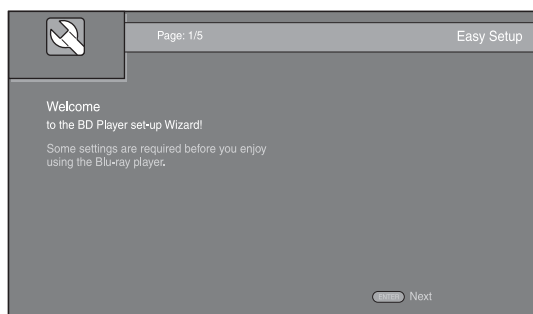 Page: 1/5
Easy Setup
Welcome
to the BD Player set-up Wizard!
Some settings are required before you enjoy
using the Blu-ray player.
ENTER Next